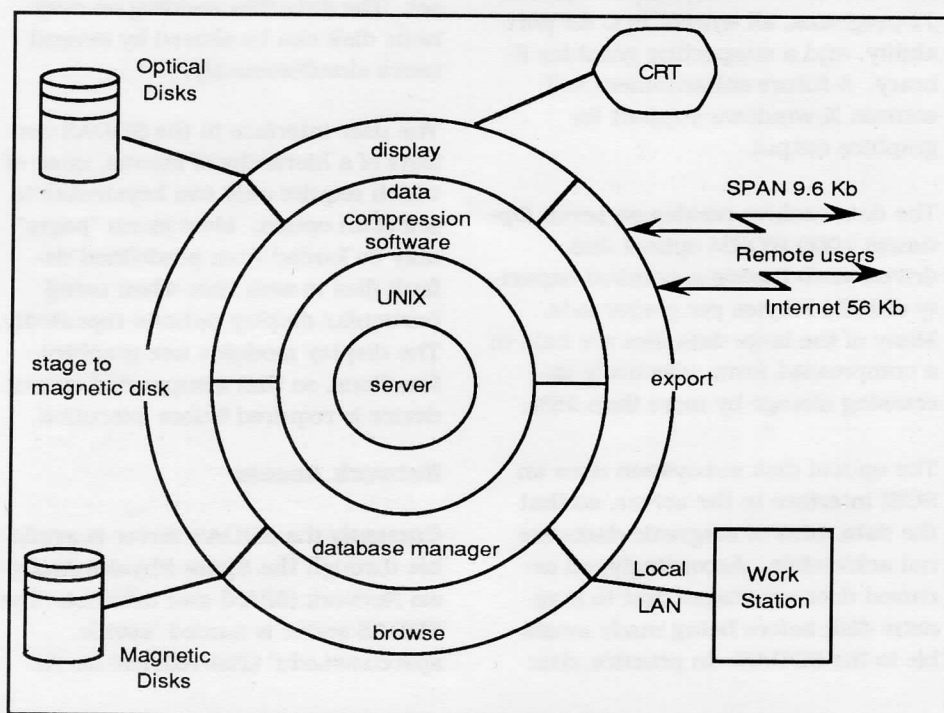 Optical
Disks
CRT
display
data
compression
software
SPAN 9.6 Kb
Remote users
Internet 56 Kb
UNIX
server
stage to
magnetic disk
export
database manager
Local
LAN
Work
Station
browse
Magnetic
Disks